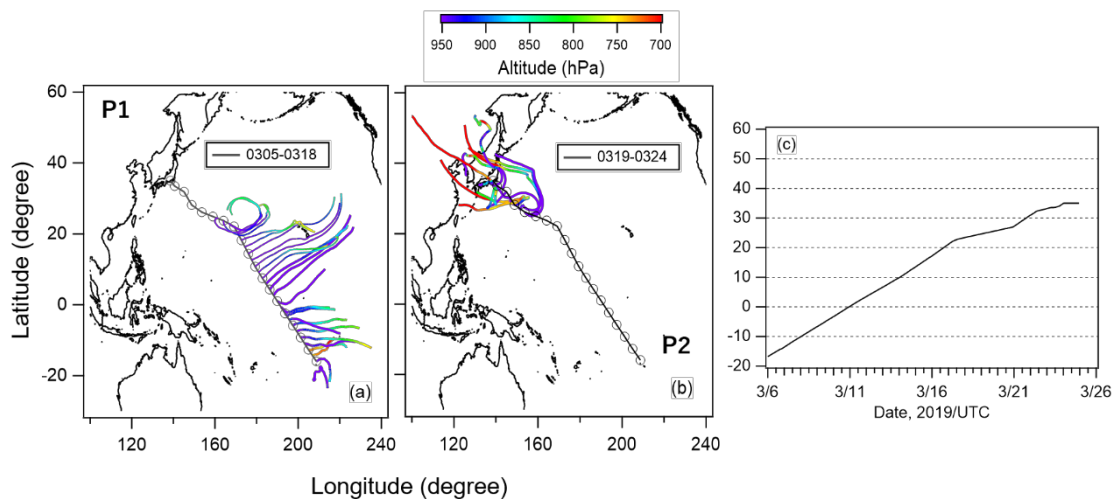 950 900 850 800 750 700
Altitude (hPa)
60
40
20
0
-20
Latitude (degree)
P1
0305-0318
(a)
120 160 200 240
0319-0324
P2
(b)
120 160 200 240
Longitude (degree)
60
50
40
30
20
10
0
-10
-20
(c)
3/6 3/11 3/16 3/21 3/26
Date, 2019/UTC